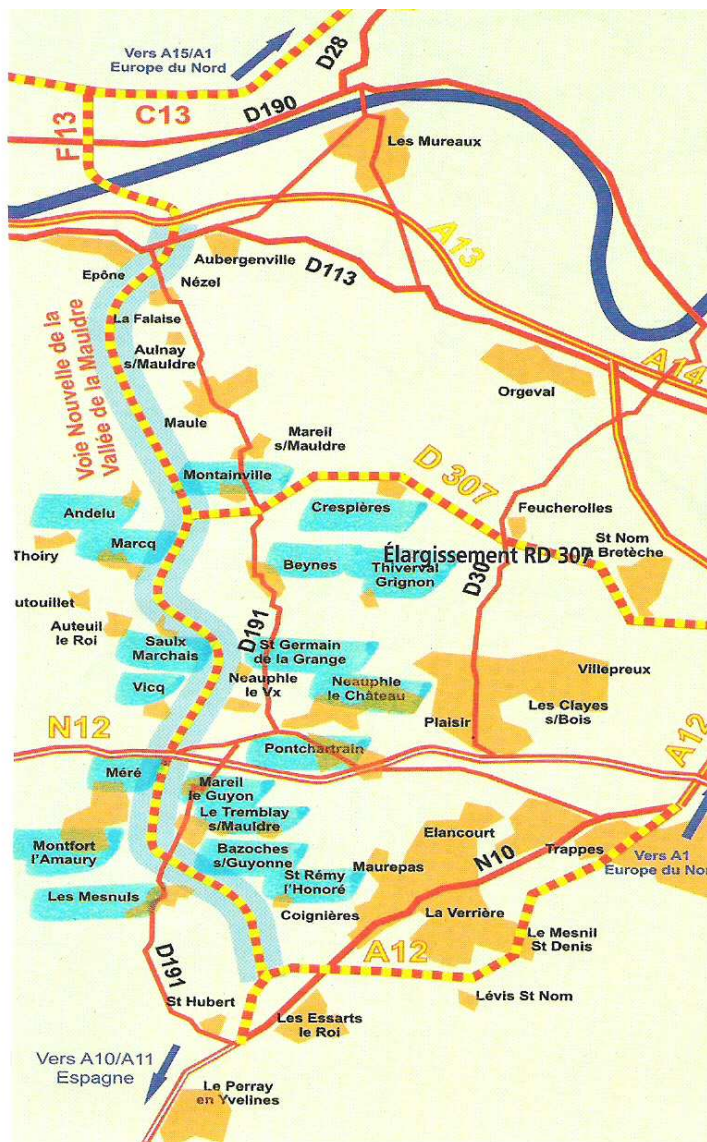 Vers A15/A1
Europe du Nord
D28
C13
D190
F13
Les Mureaux
A13
Aubergenville
D113
Epône
Nézel
La Falaise
A14
Voie Nouvelle de la
Vallée de la Mauldre
Aulnay
s/Mauldre
Orgeval
Maule
Mareil
s/Mauldre
Montainville
D 307
Andelu
Crespières
Feucherolles
Marcq
St Nom
a Bretèche
Élargissement RD 307
Thoiry
Beynes
Thiverval
Grignon
D30
utouillet
Auteuil
le Roi
D191
Saulx
Marchais
St Germain
de la Grange
Villepreux
Neauphle
le Vx
Neauphle
le Château
Vicq
Les Clayes
s/Bois
Plaisir
N12
A12
Pontchartrain
Méré
Mareil
le Guyon
Le Tremblay
s/Mauldre
Elancourt
Montfort
l'Amaury
Bazoches
s/Guyonne
Maurepas
N10
Trappes
Vers A1
Europe du Nor
St Rémy
l'Honoré
Les Mesnuls
Coignières
La Verrière
Le Mesnil
St Denis
D191
A12
St Hubert
Lévis St Nom
Les Essarts
le Roi
Vers A10/A11
Espagne
Le Perray
en Yvelines